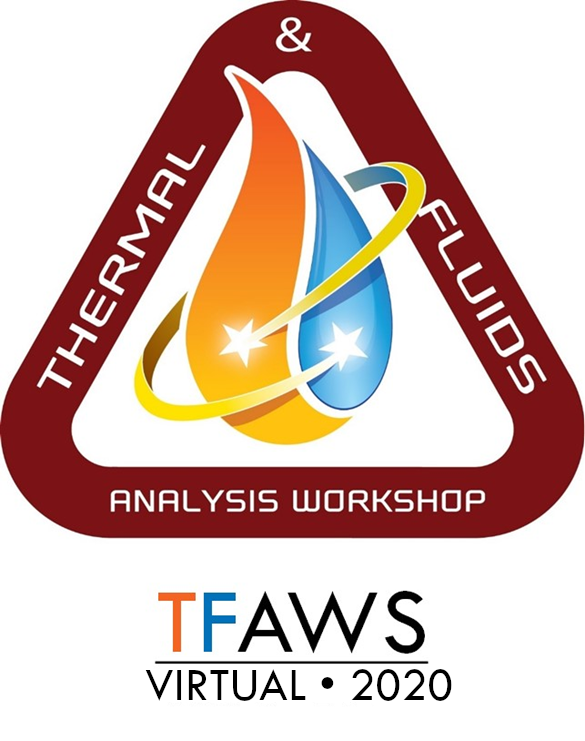 THERMAL
&
FLUIDS
ANALYSIS WORKSHOP
TFAWS
VIRTUAL • 2020